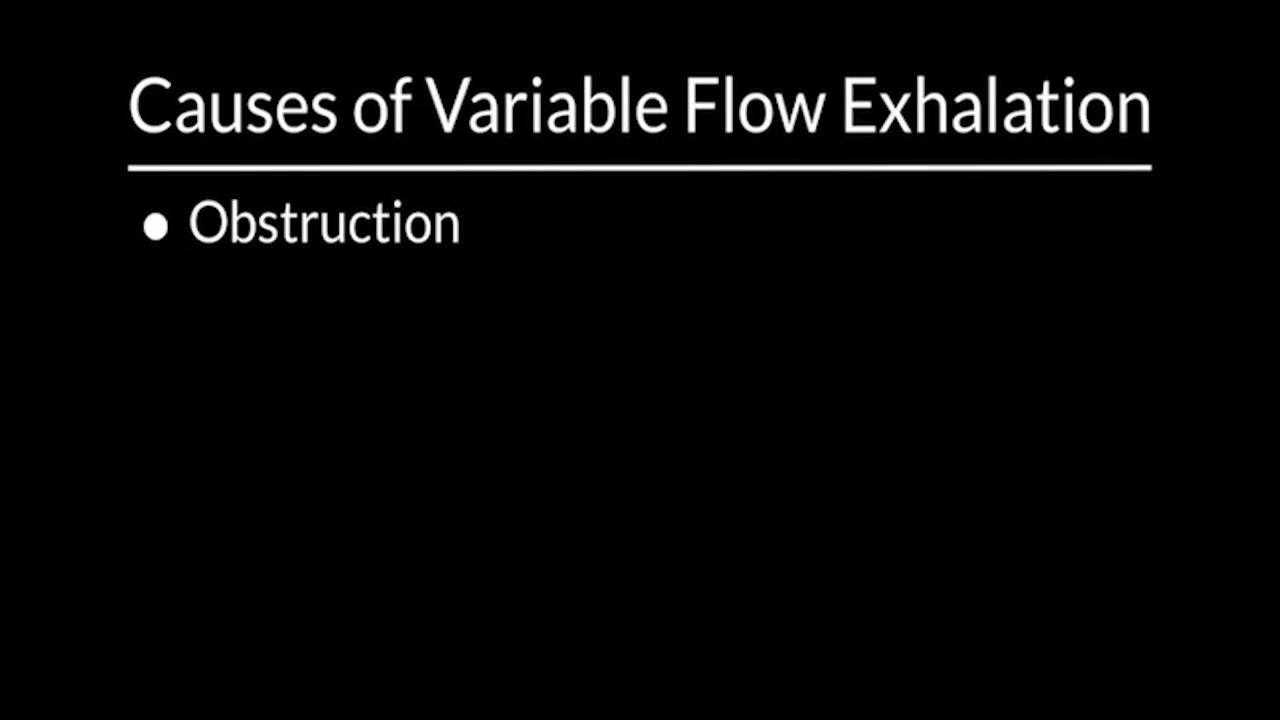 Causes of Variable Flow Exhalation
● Obstruction